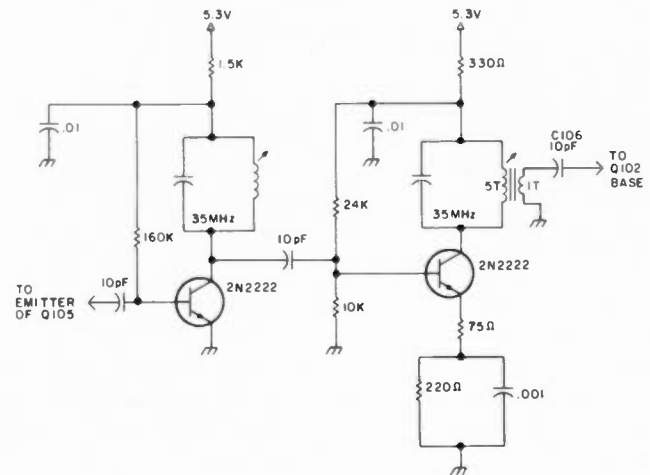 5.3V
5.3V
1.5K
330Ω
.01
.01
C106
10pF
TO
Q102
BASE
5T
1T
24K
35MHz
35MHz
160K
10pF
2N2222
10pF
2N2222
TO
EMITTER
OF Q105
10K
75Ω
220Ω
.001